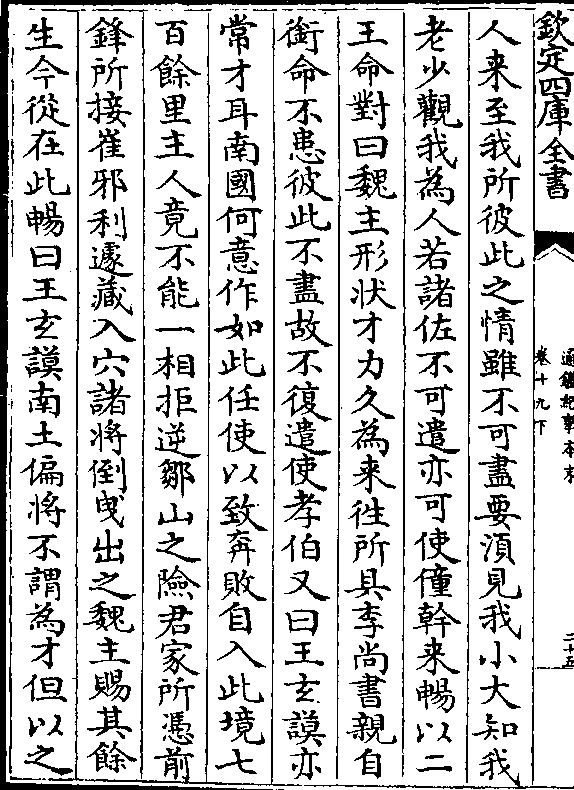 欽定四庫全書
通鑑紀事本末
卷十九下
二十五
人来至我所彼此之情雖不可盡要湏見我小大知我
老少觀我為人若諸佐不可遣亦可使僮幹来暢以二
王命對曰魏主形狀才力久為来徃所具李尚書親自
銜命不患彼此不盡故不復遣使孝伯又曰王玄謨亦
常才耳南國何意作如此任使以致奔敗自入此境七
百餘里主人竟不能一相拒逆鄒山之險君家所憑前
鋒所接崔邪利遽藏入穴諸將倒曵出之魏主賜其餘
生今從在此暢曰王玄謨南土偏將不謂為才但以之